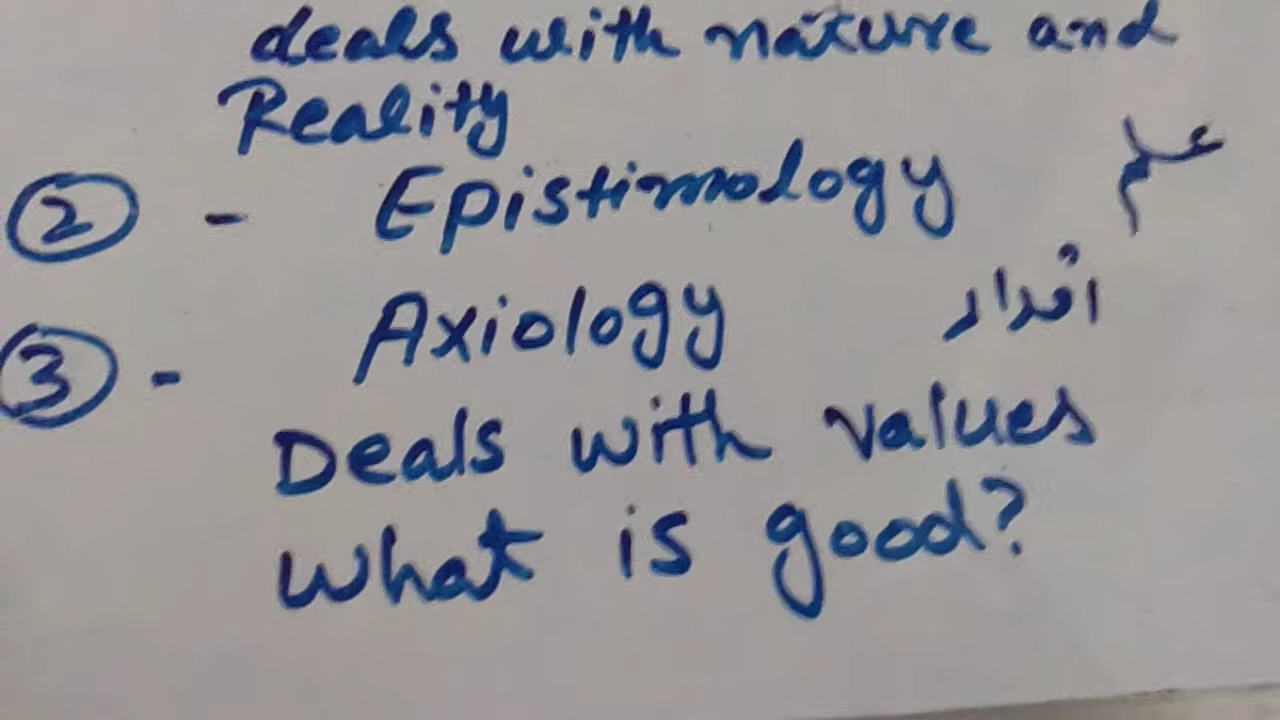 deals with nature and
Reality
2 - Epistimology علم
3 - Axiology اقدار
Deals with values
what is good?